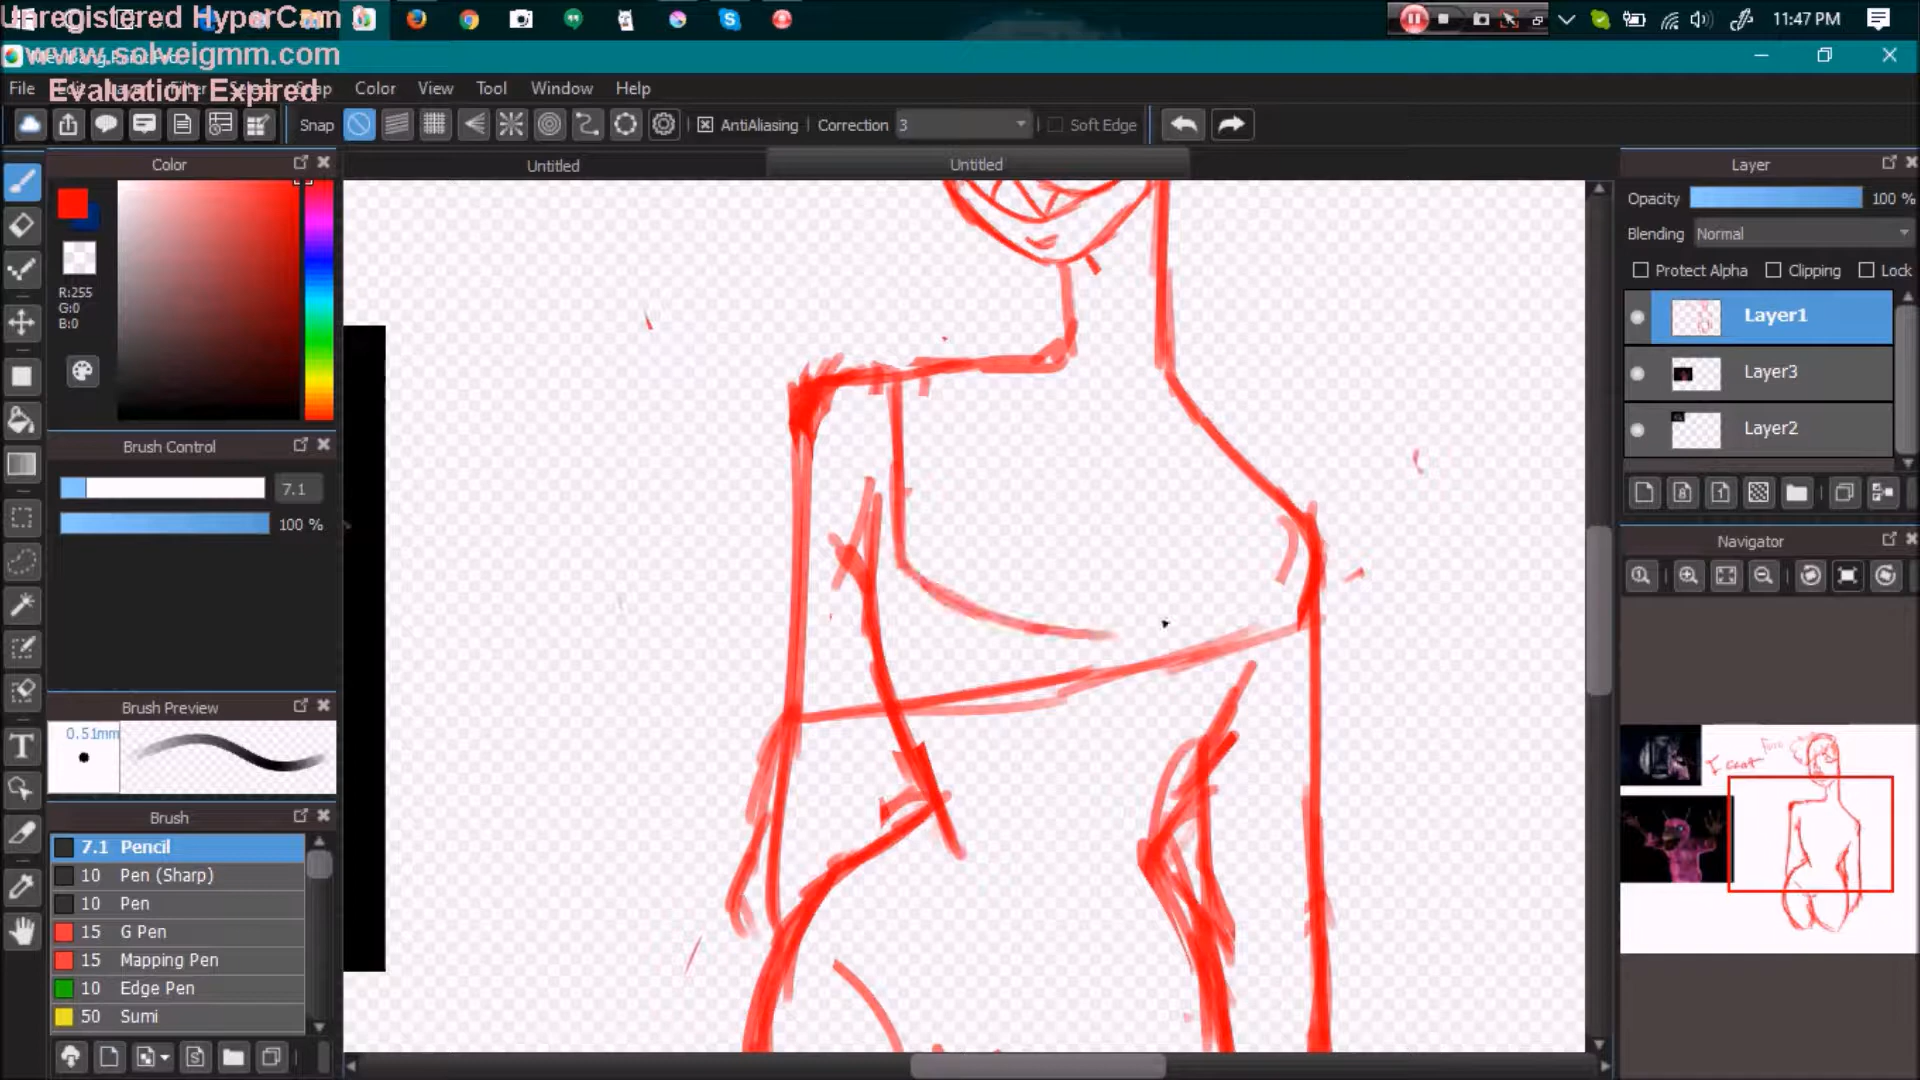 Unregistered HyperCam
www.solveigmm.com
Evaluation Expired
11:47 PM
File
Color View Tool Window Help
Snap AntiAliasing Correction 3 Soft Edge
Color
Untitled Untitled
R:255
G:0
B:0
Brush Control
7.1
100 %
Brush Preview
0.51mm
Brush
7.1 Pencil
10 Pen (Sharp)
10 Pen
15 G Pen
15 Mapping Pen
10 Edge Pen
50 Sumi
Layer
Opacity 100 %
Blending Normal
Protect Alpha Clipping Lock
Layer1
Layer3
Layer2
Navigator